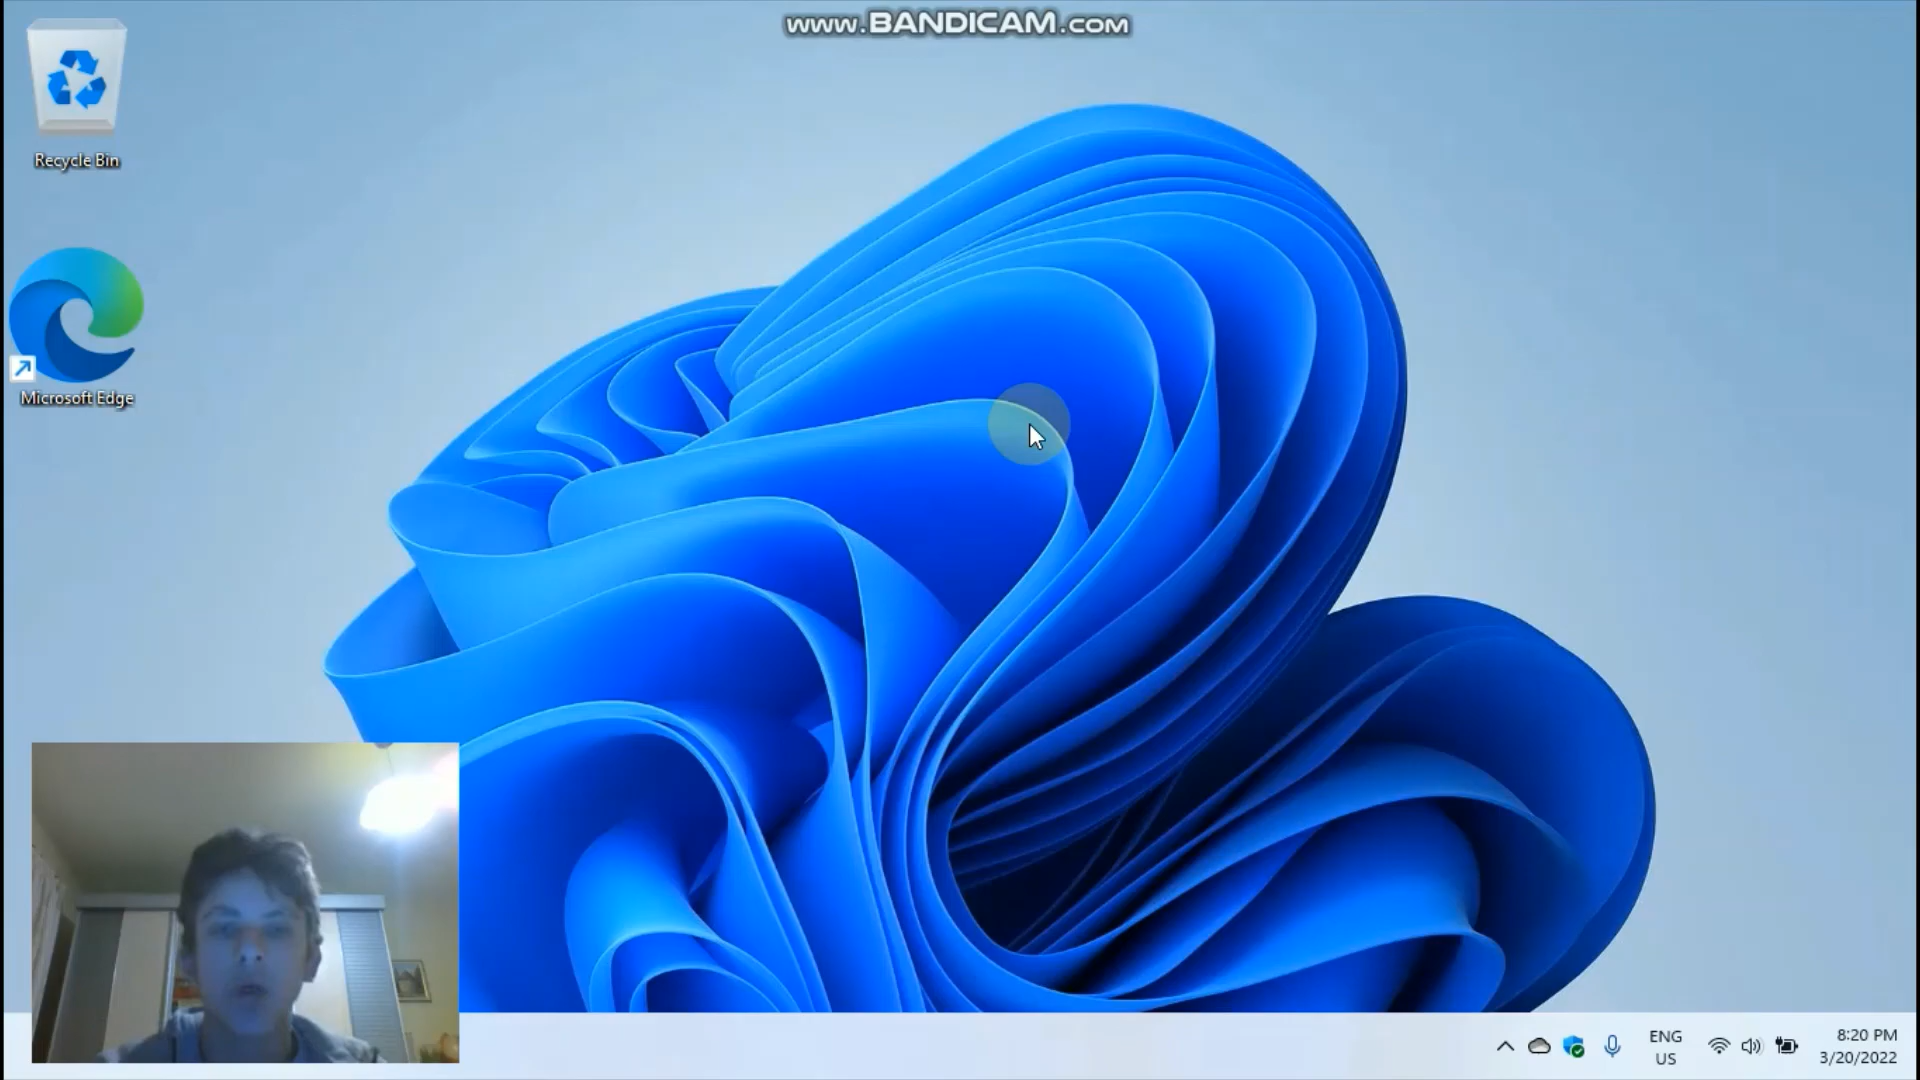 www.BANDICAM.com
Recycle Bin
Microsoft Edge
ENG
US
8:20 PM
3/20/2022